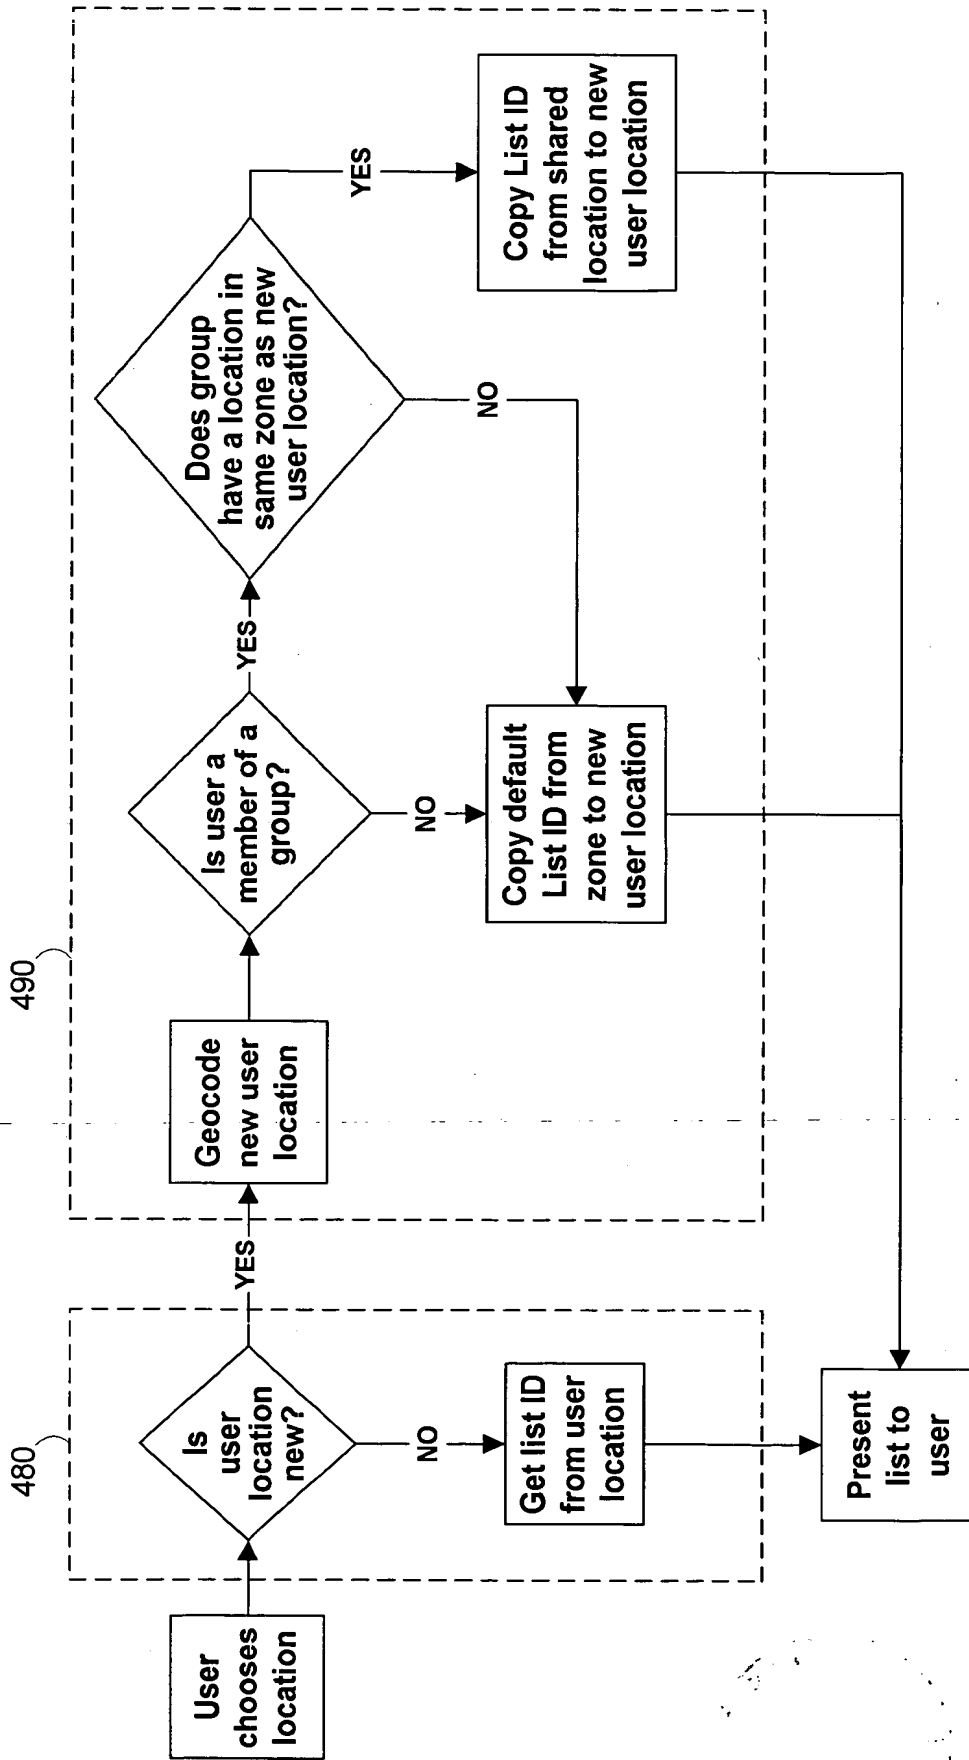 480
490
User
chooses
location
Is
user
location
new?
YES
NO
Get list ID
from user
location
Geocode
new user
location
Is user a
member of a
group?
YES
NO
Copy default
List ID from
zone to new
user location
Does group
have a location in
same zone as new
user location?
YES
NO
Copy List ID
from shared
location to new
user location
Present
list to
user